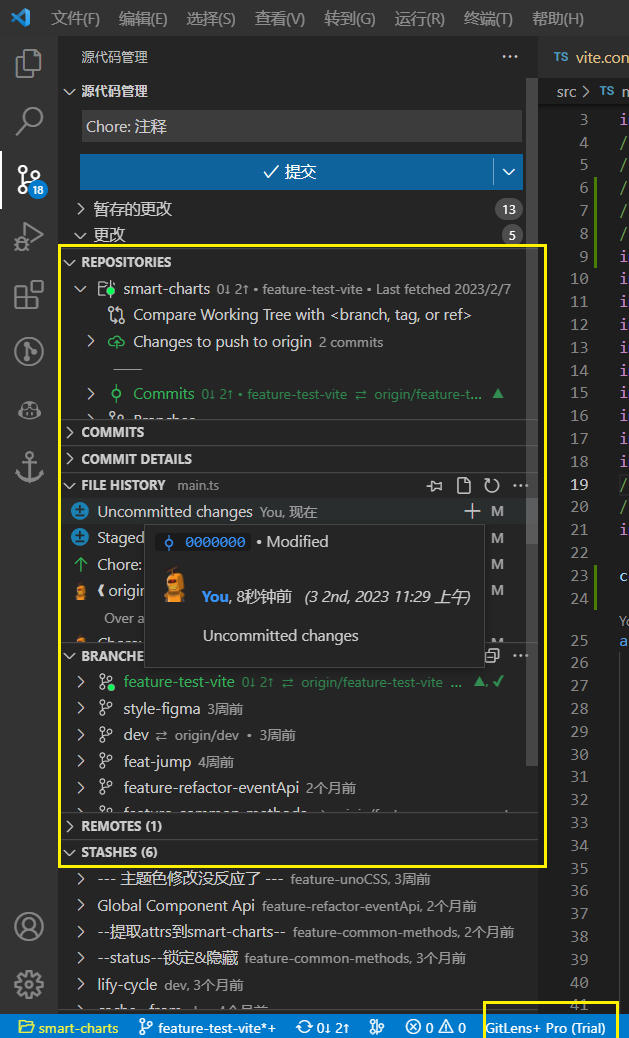 文件(F) 编辑(E) 选择(S) 查看(V) 转到(G) 运行(R) 终端(T) 帮助(H)
源代码管理
TS vite.con
源代码管理
src TS m
Chore: 注释
提交
暂存的更改 13
更改 5
REPOSITORIES
smart-charts 0↓ 2↑ • feature-test-vite • Last fetched 2023/2/7
Compare Working Tree with <branch, tag, or ref>
Changes to push to origin 2 commits
Commits 0↓ 2↑ • feature-test-vite ⇄ origin/feature-t...
Branches
COMMITS
COMMIT DETAILS
FILE HISTORY main.ts
Uncommitted changes You, 现在 M
Staged M
0000000 • Modified
Chore: M
You, 8秒钟前 (3 2nd, 2023 11:29 上午)
origin M
Over a
Uncommitted changes
M
BRANCHE
feature-test-vite 0↓ 2↑ ⇄ origin/feature-test-vite ...
style-figma 3周前
dev ⇄ origin/dev • 3周前
feat-jump 4周前
feature-refactor-eventApi 2个月前
feature-common-methods
REMOTES (1)
STASHES (6)
--- 主题色修改没反应了 --- feature-unoCSS, 3周前
Global Component Api feature-refactor-eventApi, 2个月前
--提取attrs到smart-charts-- feature-common-methods, 2个月前
--status--锁定&隐藏 feature-common-methods, 3个月前
lify-cycle dev, 3个月前
18
3 i
4 /
5 /
6 /
7 /
8 /
9 i
10 i
11 i
12 i
13 i
14 i
15 i
16 i
17 i
18 i
19 /
20 /
21 i
22
23 c
24
Yo
25 a
26
27
28
29
30
31
32
33
34
35
36
37
38
39
40
41
smart-charts feature-test-vite*+ 0↓ 2↑ 0 0 GitLens+ Pro (Trial)